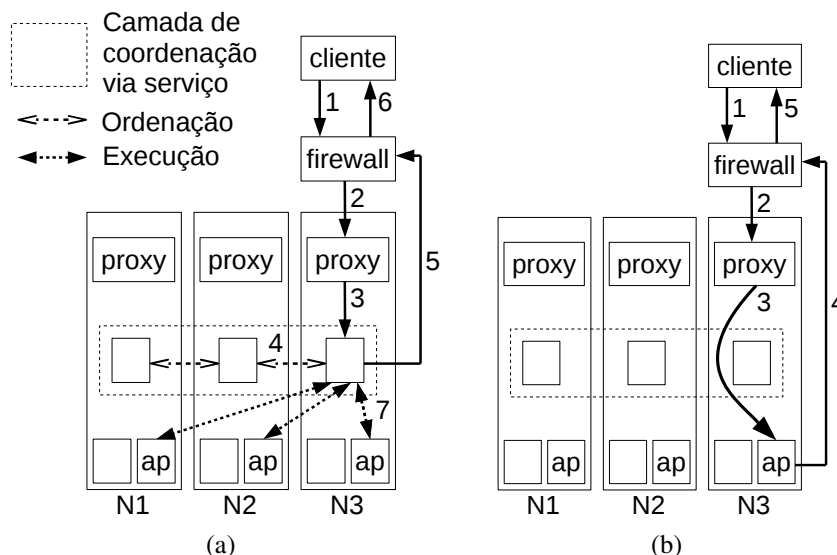 Camada de
coordenação
via serviço
Ordenação
Execução
cliente
1
6
firewall
2
proxy
proxy
proxy
5
3
4
7
ap
ap
ap
N1
N2
N3
(a)
cliente
1
5
firewall
2
proxy
proxy
proxy
3
4
ap
ap
ap
N1
N2
N3
(b)